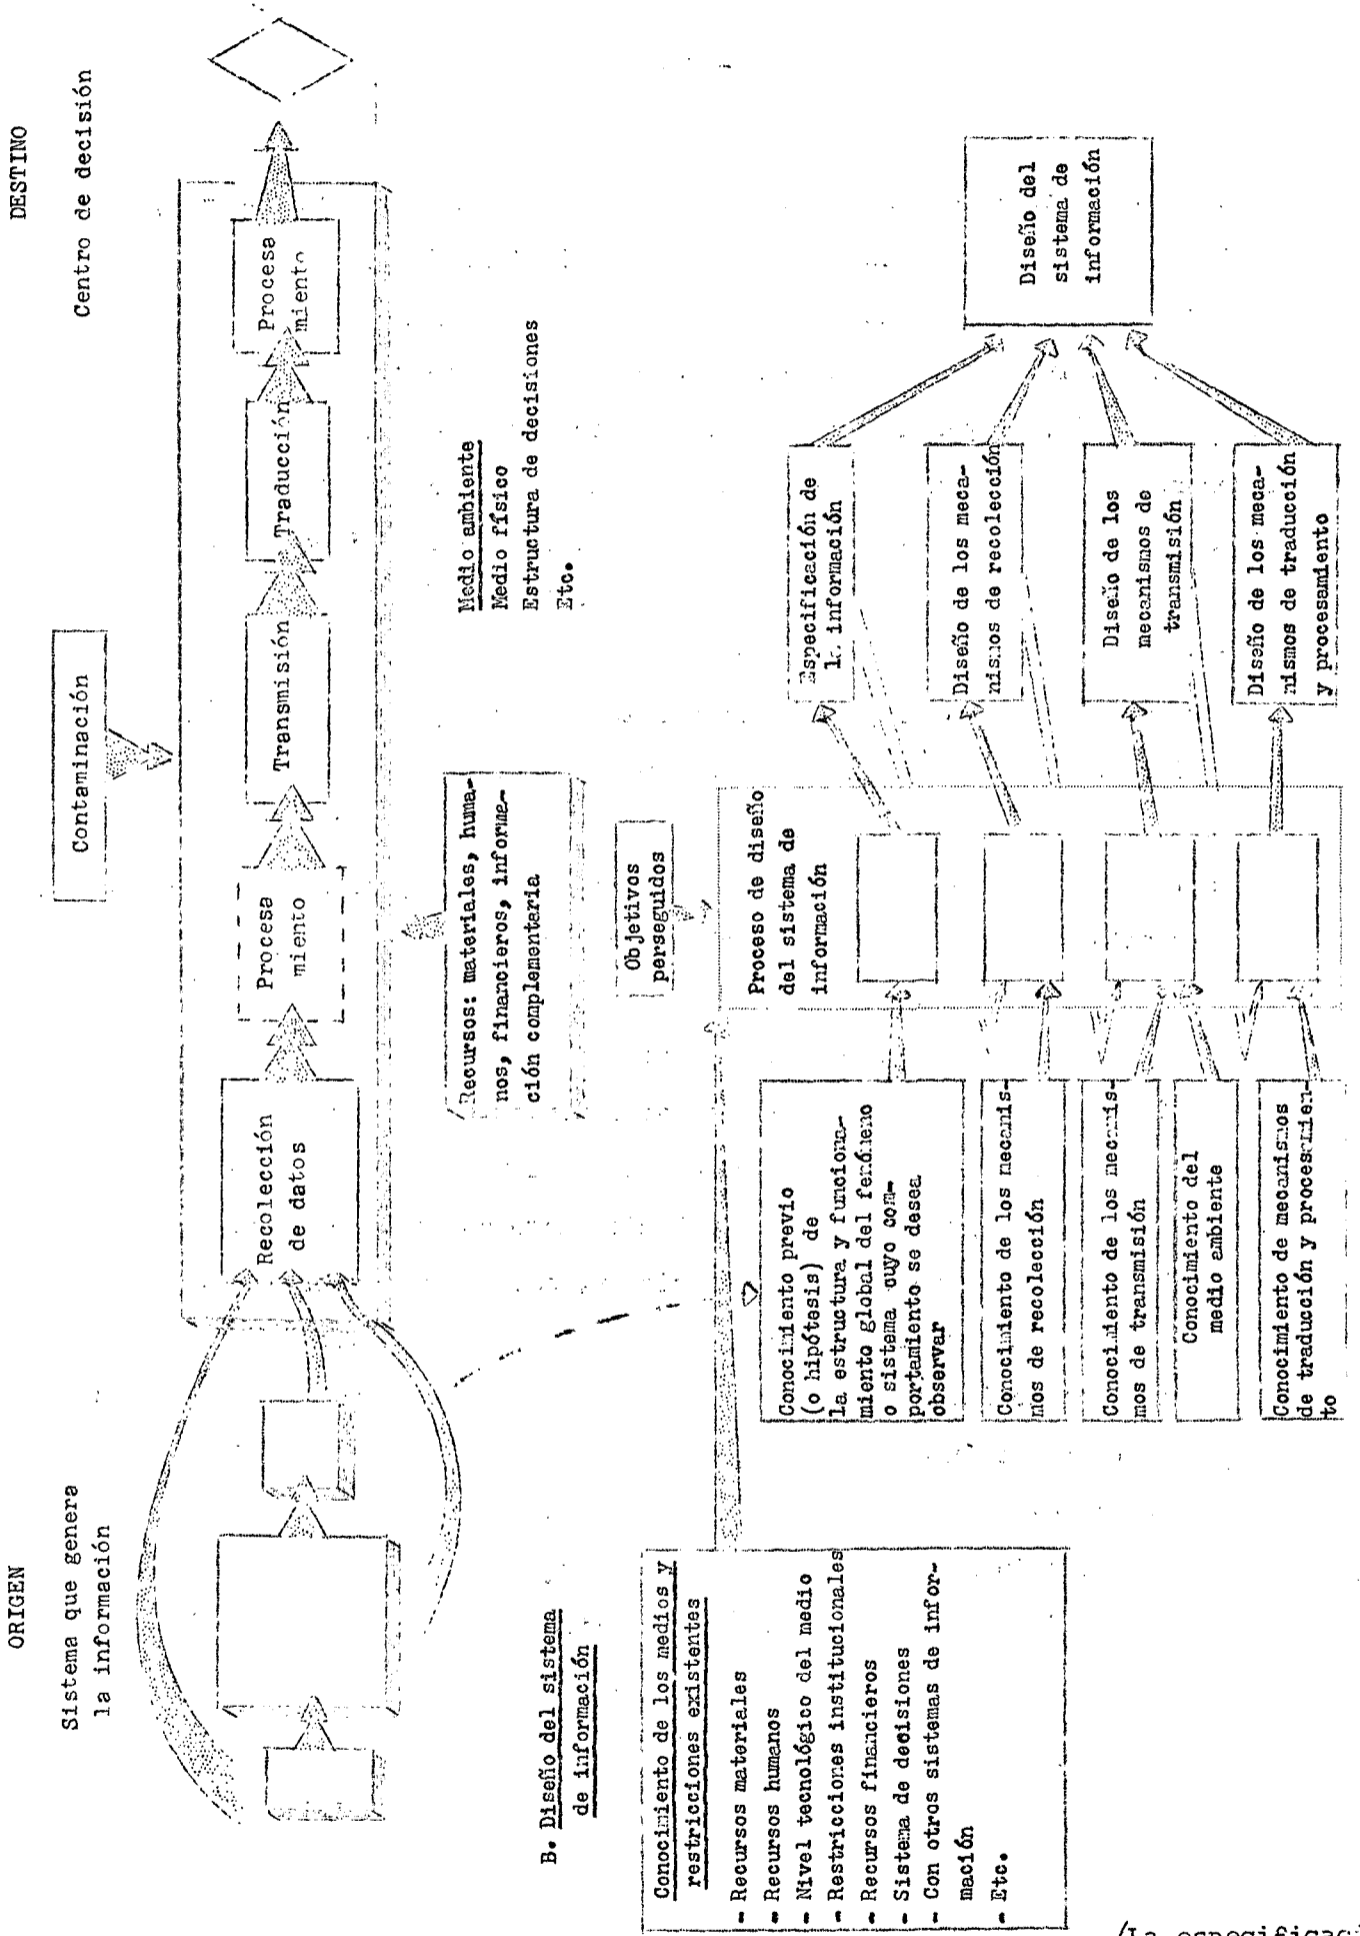 ORIGEN
DESTINO
Sistema que genera
la información
Centro de decisión
Contaminación
Recolección
de datos
Procesa
miento
Transmisión
Traducción
Procesa
miento
Recursos: materiales, huma-
nos, financieros, informa-
ción complementaria
Medio ambiente
Medio físico
Estructura de decisiones
Etc.
B. Diseño del sistema
de información
Objetivos
perseguidos
Conocimiento de los medios y
restricciones existentes
- Recursos materiales
- Recursos humanos
- Nivel tecnológico del medio
- Restricciones institucionales
- Recursos financieros
- Sistema de decisiones
- Con otros sistemas de infor-
mación
- Etc.
Conocimiento previo
(o hipótesis) de
la estructura y funciona-
miento global del fenómeno
o sistema cuyo com-
portamiento se desea
observar
Conocimiento de los mecanis-
mos de recolección
Conocimiento de los mecanis-
mos de transmisión
Conocimiento del
medio ambiente
Conocimiento de mecanismos
de traducción y procesamien-
to
Proceso de diseño
del sistema de
información
Especificación de
la información
Diseño de los meca-
nismos de recolección
Diseño de los
mecanismos de
transmisión
Diseño de los meca-
nismos de traducción
y procesamiento
Diseño del
sistema de
información
/La